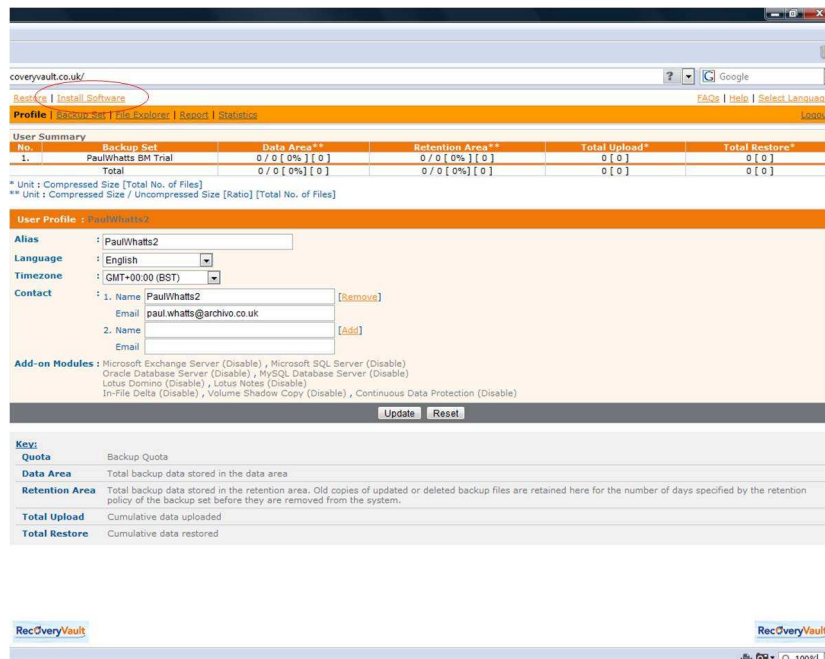 coveryvault.co.uk/
? Google
Restore | Install Software
FAQs | Help | Select Languag
Profile | Backup Set | File Explorer | Report | Statistics
Logou
User Summary
No. Backup Set Data Area** Retention Area** Total Upload* Total Restore*
1. PaulWhatts BM Trial 0 / 0 [ 0% ] [ 0 ] 0 / 0 [ 0% ] [ 0 ] 0 [ 0 ] 0 [ 0 ]
Total 0 / 0 [ 0%] [ 0 ] 0 / 0 [ 0%] [ 0 ] 0 [ 0 ] 0 [ 0 ]
* Unit : Compressed Size [Total No. of Files]
** Unit : Compressed Size / Uncompressed Size [Ratio] [Total No. of Files]
User Profile : PaulWhatts2
Alias : PaulWhatts2
Language : English
Timezone : GMT+00:00 (BST)
Contact : 1. Name PaulWhatts2 [Remove]
Email paul.whatts@archivo.co.uk
2. Name [Add]
Email
Add-on Modules : Microsoft Exchange Server (Disable) , Microsoft SQL Server (Disable)
Oracle Database Server (Disable) , MySQL Database Server (Disable)
Lotus Domino (Disable) , Lotus Notes (Disable)
In-File Delta (Disable) , Volume Shadow Copy (Disable) , Continuous Data Protection (Disable)
Update Reset
Key:
Quota Backup Quota
Data Area Total backup data stored in the data area
Retention Area Total backup data stored in the retention area. Old copies of updated or deleted backup files are retained here for the number of days specified by the retention
policy of the backup set before they are removed from the system.
Total Upload Cumulative data uploaded
Total Restore Cumulative data restored
RecOveryVault RecOveryVault
100%